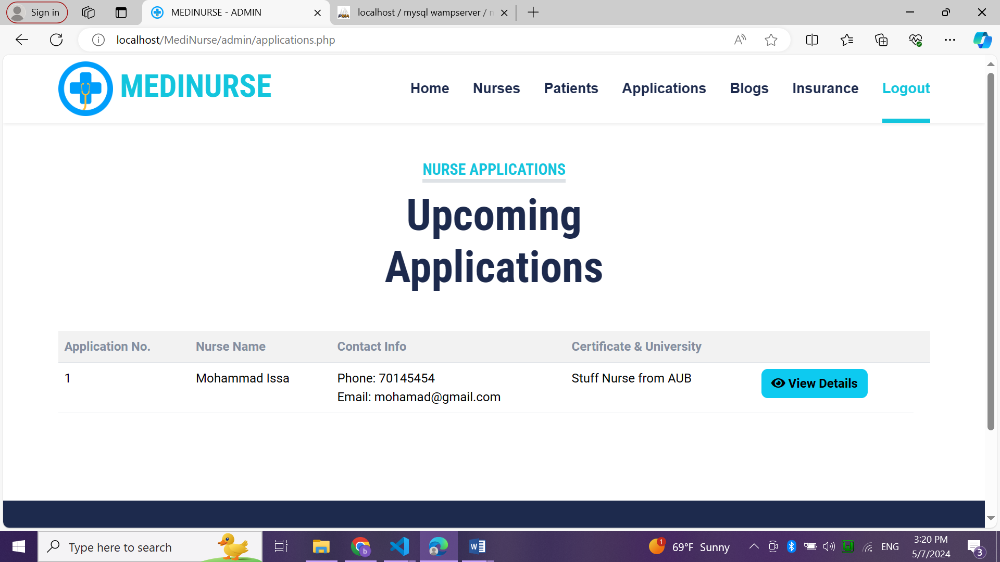 Sign in
MEDINURSE - ADMIN
localhost / mysql wampserver /
localhost/MediNurse/admin/applications.php
MEDINURSE
Home Nurses Patients Applications Blogs Insurance Logout
NURSE APPLICATIONS
Upcoming
Applications
Application No. Nurse Name Contact Info Certificate & University
1 Mohammad Issa Phone: 70145454 Stuff Nurse from AUB View Details
Email: mohamad@gmail.com
Type here to search
1
69°F Sunny
ENG
3:20 PM
5/7/2024
3